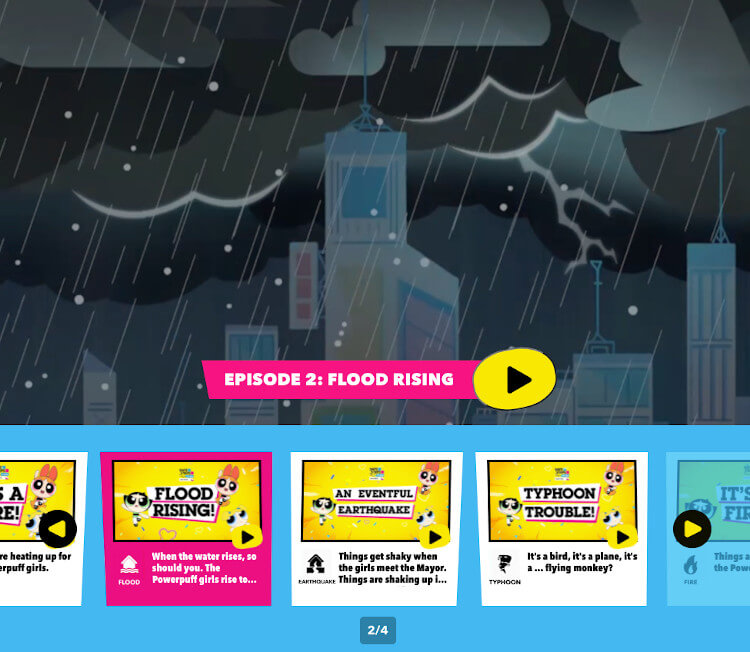 EPISODE 2: FLOOD RISING
S A
RE!
re heating up for
erpuff girls.
FLOOD
RISING!
FLOOD
When the water rises, so
should you. The
Powerpuff girls rise to...
AN EVENTFUL
EARTHQUAKE
EARTHQUAKE
Things get shaky when
the girls meet the Mayor.
Things are shaking up i...
TYPHOON
TROUBLE!
TYPHOON
It's a bird, it's a plane, it's
a ... flying monkey?
IT'S
FIR
FIRE
Things a
the Pow
2/4